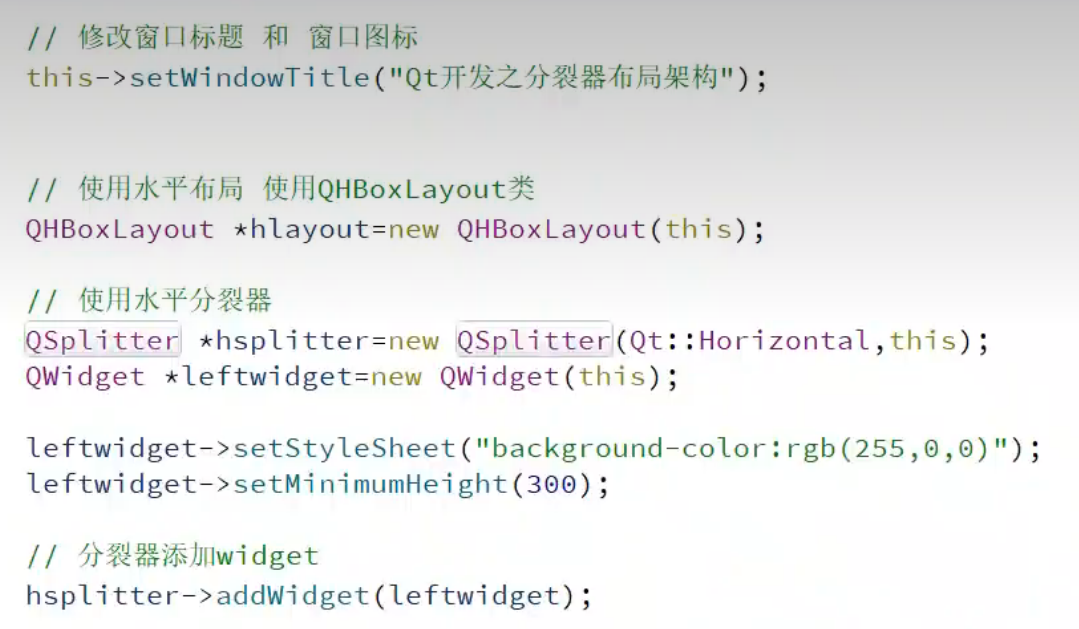 // 修改窗口标题 和 窗口图标
this->setWindowTitle("Qt开发之分裂器布局架构");
// 使用水平布局 使用QHBoxLayout类
QHBoxLayout *hlayout=new QHBoxLayout(this);
// 使用水平分裂器
QSplitter *hsplitter=new QSplitter(Qt::Horizontal,this);
QWidget *leftwidget=new QWidget(this);
leftwidget->setStyleSheet("background-color:rgb(255,0,0)");
leftwidget->setMinimumHeight(300);
// 分裂器添加widget
hsplitter->addWidget(leftwidget);